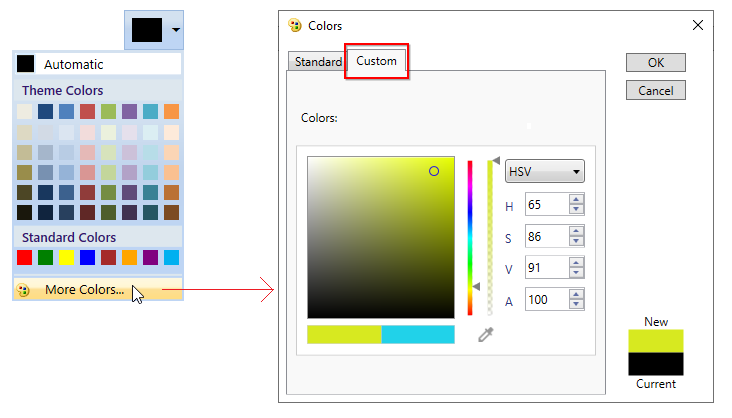 Automatic
Theme Colors
Standard Colors
More Colors...
Colors
Standard
Custom
OK
Cancel
Colors:
HSV
H 65
S 86
V 91
A 100
New
Current